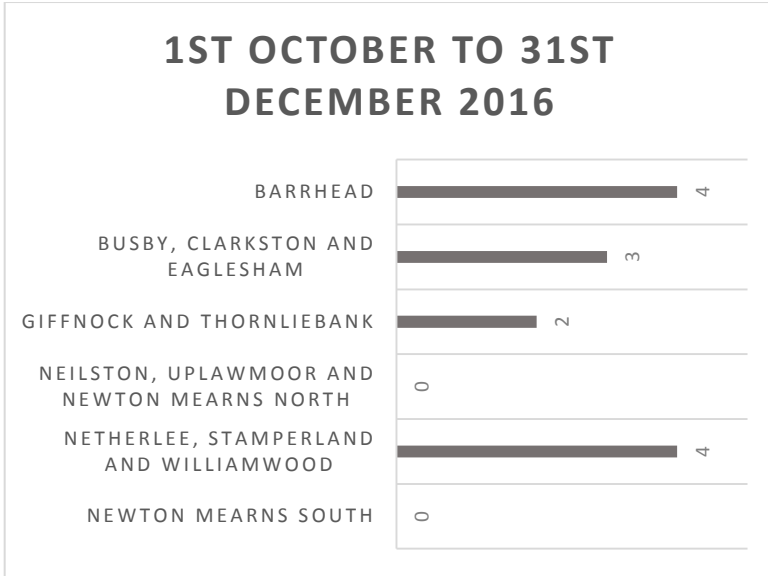 1ST OCTOBER TO 31ST
DECEMBER 2016
BARRHEAD
4
BUSBY, CLARKSTON AND
EAGLESHAM
3
GIFFNOCK AND THORNLIEBANK
2
NEILSTON, UPLAWMOOR AND
NEWTON MEARNS NORTH
0
NETHERLEE, STAMPERLAND
AND WILLIAMWOOD
4
NEWTON MEARNS SOUTH
0